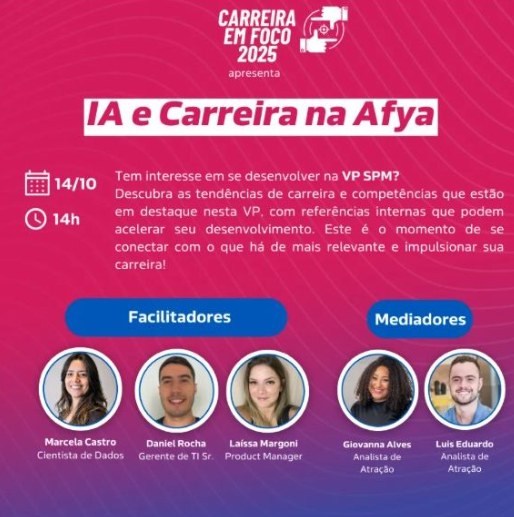 CARREIRA
EM FOCO
2025
apresenta
IA e Carreira na Afya
14/10
14h
Tem interesse em se desenvolver na VP SPM?
Descubra as tendências de carreira e competências que estão
em destaque nesta VP, com referências internas que podem
acelerar seu desenvolvimento. Este é o momento de se
conectar com o que há de mais relevante e impulsionar sua
carreira!
Facilitadores
Mediadores
Marcela Castro
Cientista de Dados
Daniel Rocha
Gerente de TI Sr.
Laíssa Margoni
Product Manager
Giovanna Alves
Analista de
Atração
Luis Eduardo
Analista de
Atração